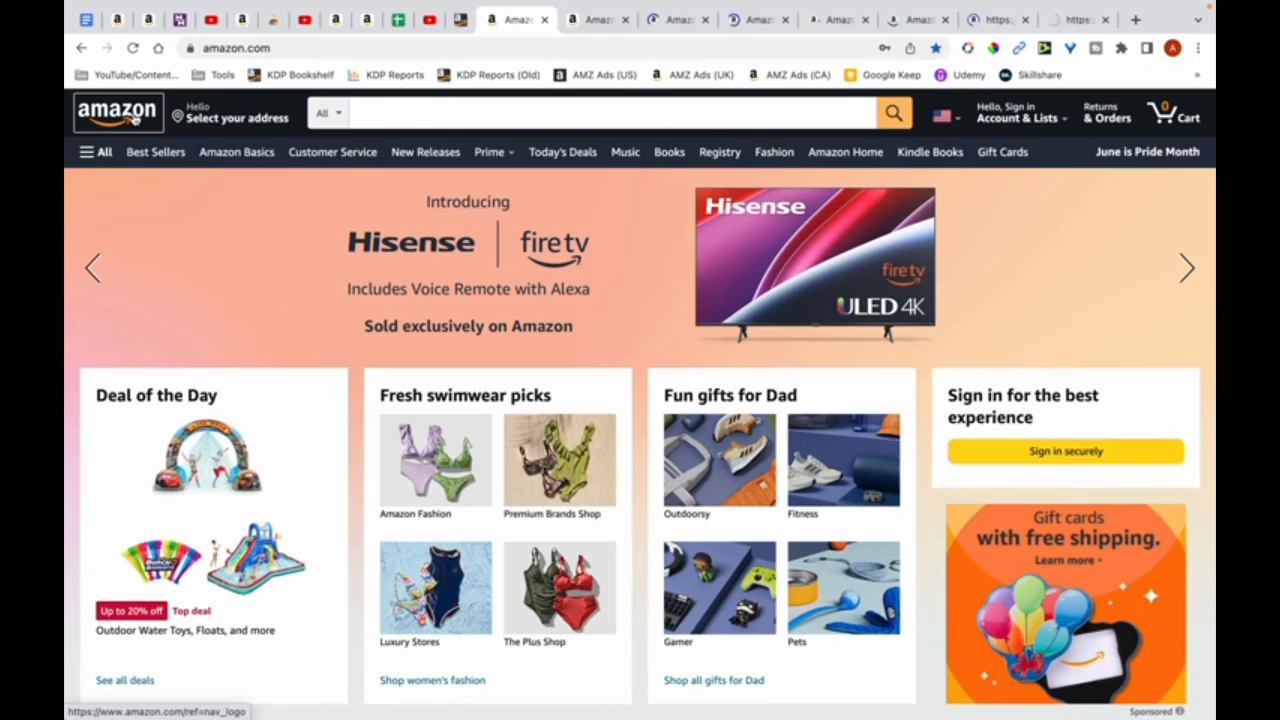 Amaz
Amaz
Amaz
Amaz
Amaz
Amaz
https:
https:
amazon.com
YouTube/Content...
Tools
KDP Bookshelf
KDP Reports
KDP Reports (Old)
AMZ Ads (US)
AMZ Ads (UK)
AMZ Ads (CA)
Google Keep
Udemy
Skillshare
»
amazon
Hello
Select your address
All
Hello, Sign in
Account & Lists
Returns
& Orders
0
Cart
All
Best Sellers
Amazon Basics
Customer Service
New Releases
Prime
Today's Deals
Music
Books
Registry
Fashion
Amazon Home
Kindle Books
Gift Cards
June is Pride Month
Introducing
Hisense
fire tv
Includes Voice Remote with Alexa
Sold exclusively on Amazon
Hisense
fire tv
ULED 4K
Deal of the Day
Up to 20% off
Top deal
Outdoor Water Toys, Floats, and more
See all deals
Fresh swimwear picks
Amazon Fashion
Premium Brands Shop
Luxury Stores
The Plus Shop
Shop women's fashion
Fun gifts for Dad
Outdoorsy
Fitness
Gamer
Pets
Shop all gifts for Dad
Sign in for the best
experience
Sign in securely
Gift cards
with free shipping.
Learn more
Sponsored
https://www.amazon.com/ref=nav_logo